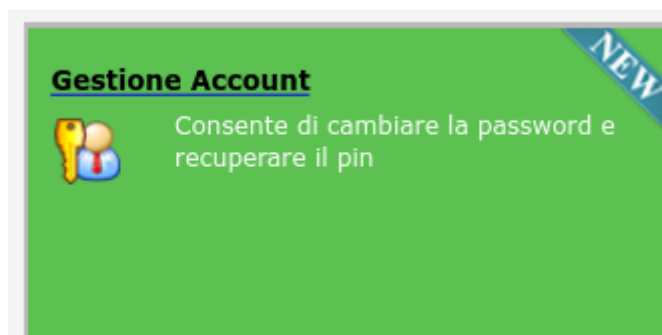 NEW
Gestione Account
Consente di cambiare la password e
recuperare il pin